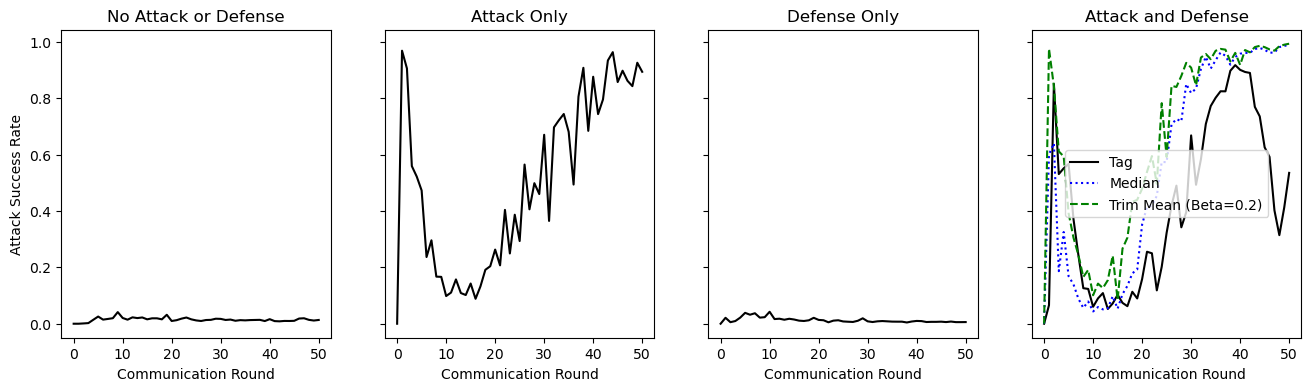 No Attack or Defense
Attack Only
Defense Only
Attack and Defense
Attack Success Rate
1.0
0.8
0.6
0.4
0.2
0.0
0 10 20 30 40 50
Communication Round
0 10 20 30 40 50
Communication Round
0 10 20 30 40 50
Communication Round
Tag
Median
Trim Mean (Beta=0.2)
0 10 20 30 40 50
Communication Round